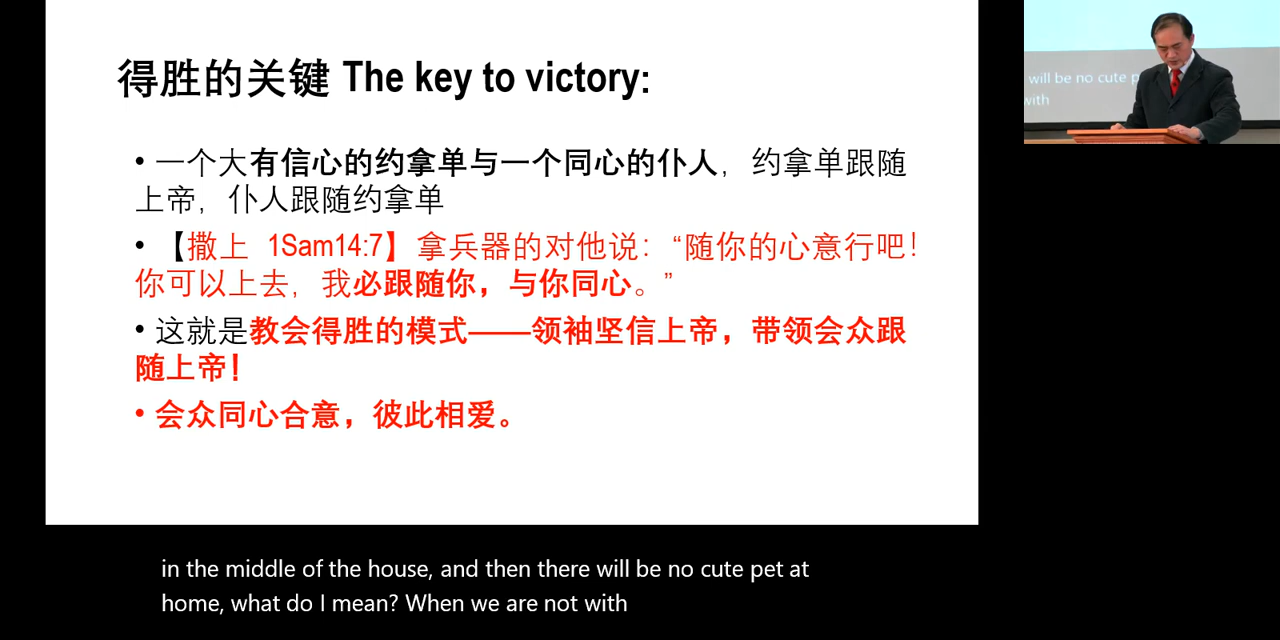 得胜的关键 The key to victory:
• 一个大有信心的约拿单与一个同心的仆人，约拿单跟随
上帝，仆人跟随约拿单
• 【撒上 1Sam14:7】拿兵器的对他说：“随你的心意行吧！
你可以上去，我必跟随你，与你同心。”
• 这就是教会得胜的模式——领袖坚信上帝，带领会众跟
随上帝！
• 会众同心合意，彼此相爱。
will be no cute
with
in the middle of the house, and then there will be no cute pet at
home, what do I mean? When we are not with